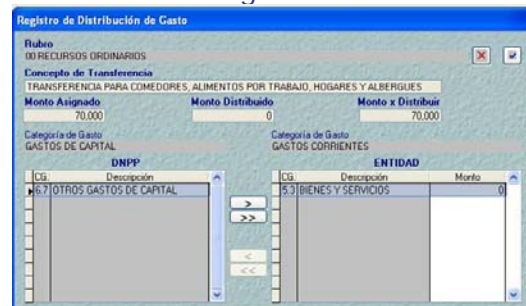 Registro de Distribución de Gasto
Rubro
00 RECURSOS ORDINARIOS
Concepto de Transferencia
TRANSFERENCIA PARA COMEDORES, ALIMENTOS POR TRABAJO, HOGARES Y ALBERGUES
Monto Asignado Monto Distribuido Monto x Distribuir
70,000 0 70,000
Categoría de Gasto Categoría de Gasto
GASTOS DE CAPITAL GASTOS CORRIENTES
DNPP ENTIDAD
CG. Descripción CG. Descripción Monto
6.7 OTROS GASTOS DE CAPITAL 5.3 BIENES Y SERVICIOS 0
>
>>
<
<<